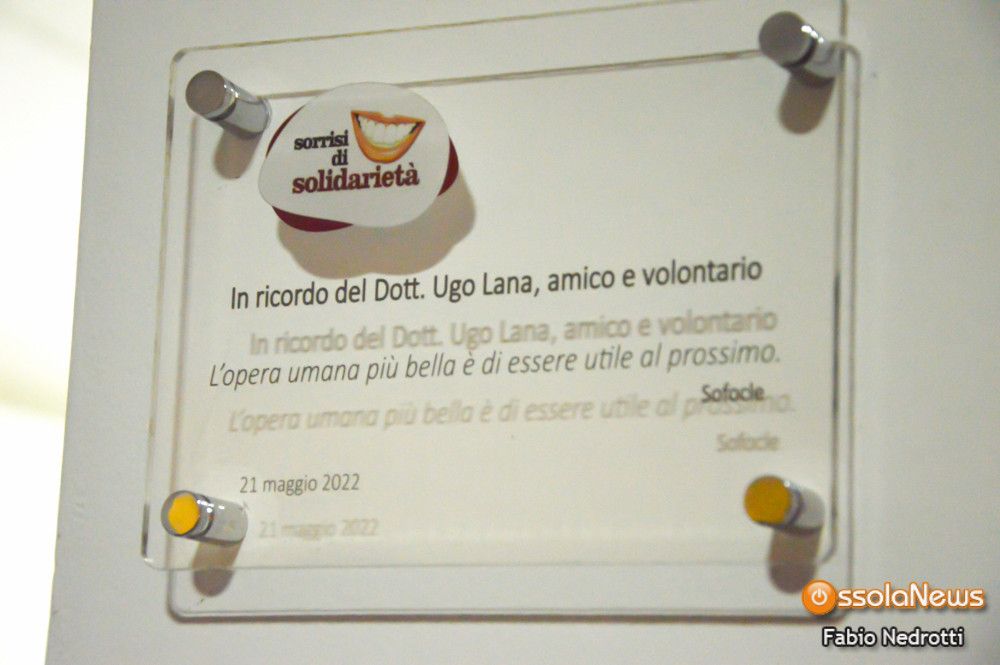 sorrisi
di
solidarietà
In ricordo del Dott. Ugo Lana, amico e volontario
L'opera umana più bella è di essere utile al prossimo.
Sofocle
21 maggio 2022
OssolaNews
Fabio Nedrotti